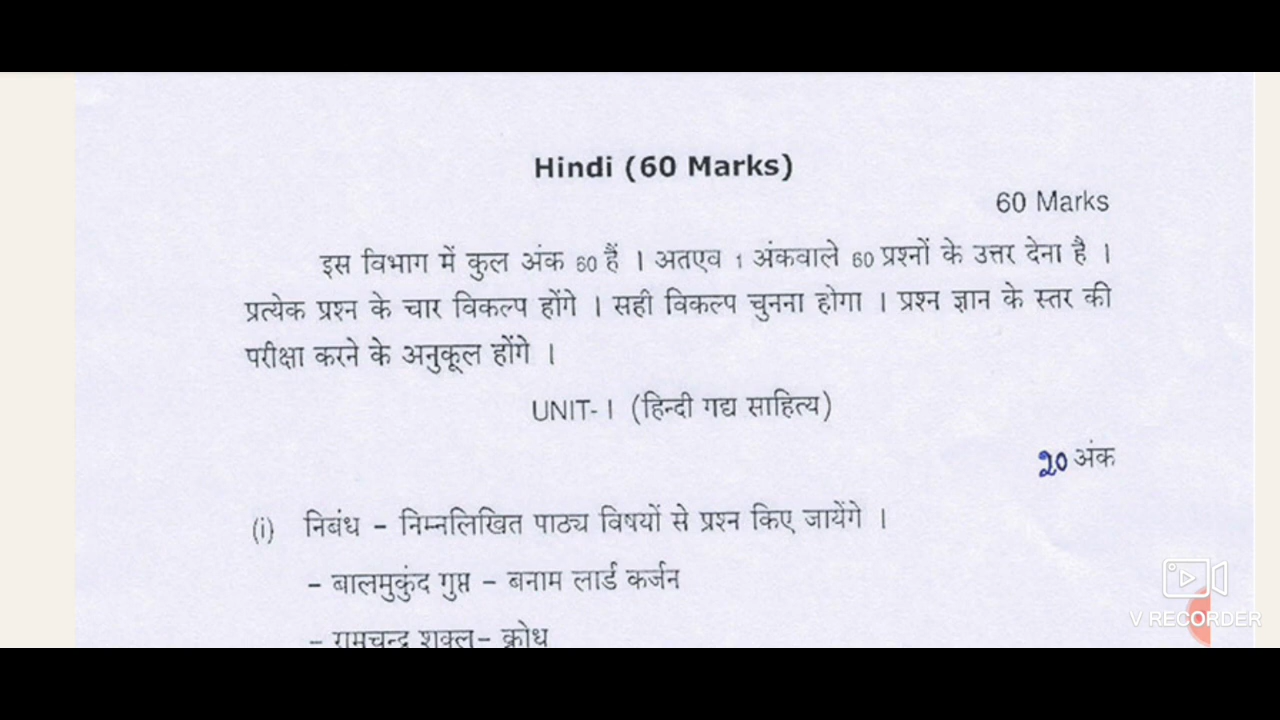 Hindi (60 Marks)
60 Marks
इस विभाग में कुल अंक 60 हैं । अतएव 1 अंकवाले 60 प्रश्नों के उत्तर देना है ।
प्रत्येक प्रश्न के चार विकल्प होंगे । सही विकल्प चुनना होगा । प्रश्न ज्ञान के स्तर की
परीक्षा करने के अनुकूल होंगे ।
UNIT- I (हिन्दी गद्य साहित्य)
20 अंक
(i) निबंध – निम्नलिखित पाठ्य विषयों से प्रश्न किए जायेंगे ।
– बालमुकुंद गुप्त – बनाम लार्ड कर्जन
– रामचन्द्र शुक्ल– क्रोध
V RECORDER